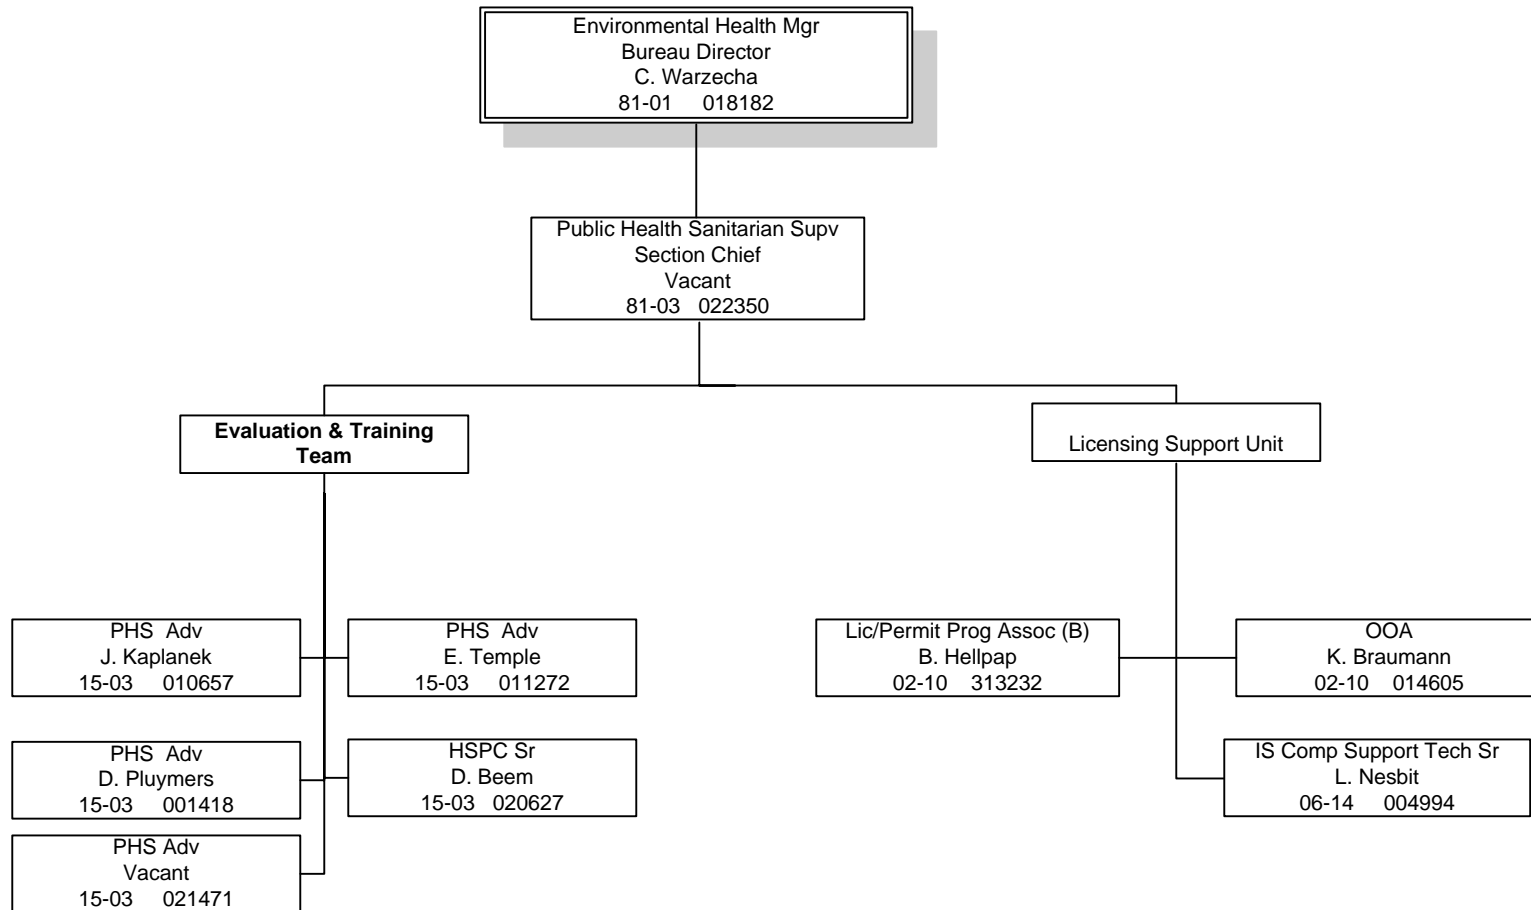 Environmental Health Mgr
Bureau Director
C. Warzecha
81-01 018182
Public Health Sanitarian Supv
Section Chief
Vacant
81-03 022350
Evaluation & Training
Team
Licensing Support Unit
PHS Adv
J. Kaplanek
15-03 010657
PHS Adv
E. Temple
15-03 011272
Lic/Permit Prog Assoc (B)
B. Hellpap
02-10 313232
OOA
K. Braumann
02-10 014605
PHS Adv
D. Pluymers
15-03 001418
HSPC Sr
D. Beem
15-03 020627
IS Comp Support Tech Sr
L. Nesbit
06-14 004994
PHS Adv
Vacant
15-03 021471